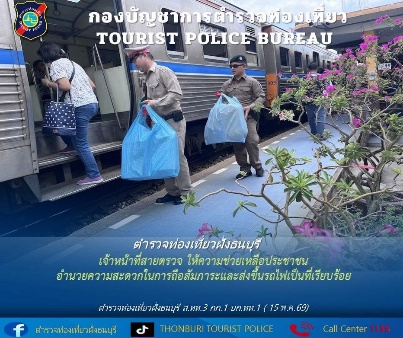 กองบัญชาการตำรวจท่องเที่ยว
TOURIST POLICE BUREAU
ตำรวจท่องเที่ยวฝั่งธนบุรี
เจ้าหน้าที่สายตรวจ ให้ความช่วยเหลือประชาชน
อำนวยความสะดวกในการถือสัมภาระและส่งขึ้นรถไฟเป็นที่เรียบร้อย
ตำรวจท่องเที่ยวฝั่งธนบุรี ส.ทท.3 กก.1 บก.ทท.1 ( 15 พ.ค.69)
ตำรวจท่องเที่ยวฝั่งธนบุรี
THONBURI TOURIST POLICE
Call Center 1155